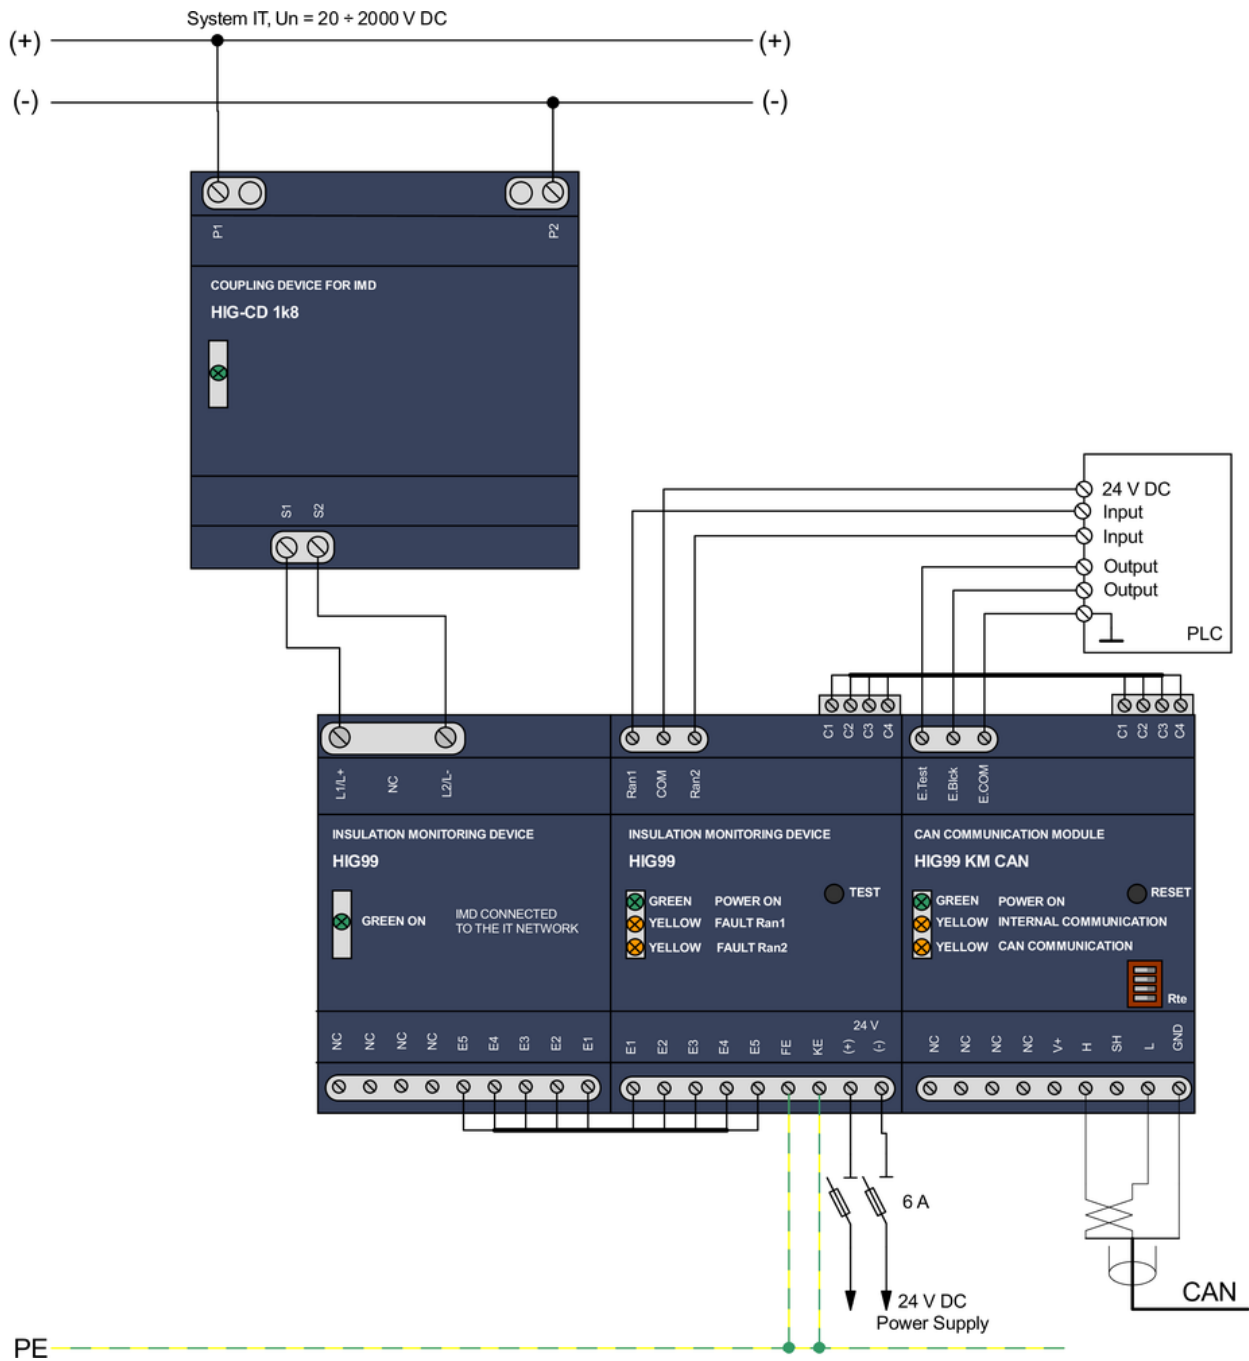 System IT, Un = 20 ÷ 2000 V DC
(+) (+)
(-) (-)
P1 P2
COUPLING DEVICE FOR IMD
HIG-CD 1k8
S1 S2
24 V DC
Input
Input
Output
Output
PLC
L1/L+ NC L2/L-
Ran1 COM Ran2
C1 C2 C3 C4
E.Test E.Blck E.COM
C1 C2 C3 C4
INSULATION MONITORING DEVICE
HIG99
GREEN ON
IMD CONNECTED
TO THE IT NETWORK
INSULATION MONITORING DEVICE
HIG99
TEST
GREEN POWER ON
YELLOW FAULT Ran1
YELLOW FAULT Ran2
CAN COMMUNICATION MODULE
HIG99 KM CAN
RESET
GREEN POWER ON
YELLOW INTERNAL COMMUNICATION
YELLOW CAN COMMUNICATION
Rte
NC NC NC NC E5 E4 E3 E2 E1
24 V
E1 E2 E3 E4 E5 FE KE (+) (-)
NC NC NC NC V+ H SH L GND
6 A
24 V DC
Power Supply
CAN
PE